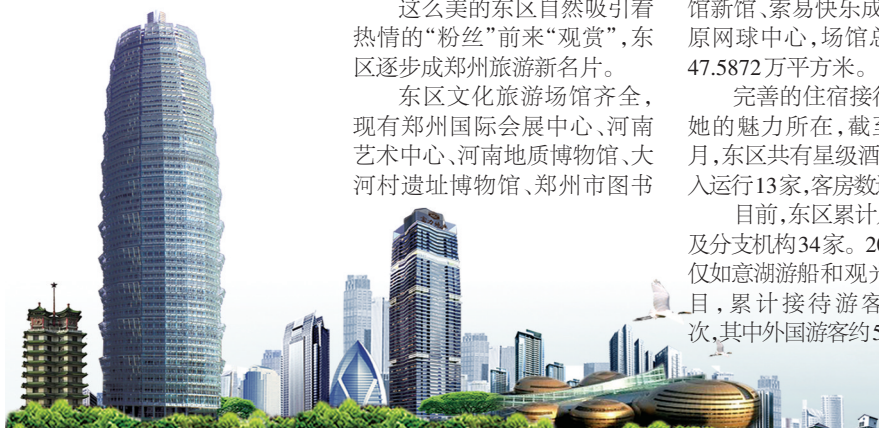 这么美的东区自然吸引着
热情的“粉丝”前来“观赏”,东
区逐步成郑州旅游新名片。
东区文化旅游场馆齐全,
现有郑州国际会展中心、河南
艺术中心、河南地质博物馆、大
河村遗址博物馆、郑州市图书
馆新馆、索易快乐成
原网球中心,场馆总
47.5872万平方米。
完善的住宿接待
她的魅力所在,截至
月,东区共有星级酒
入运行13家,客房数
目前,东区累计
及分支机构34家。20
仅如意湖游船和观光
目,累计接待游客
次,其中外国游客约5